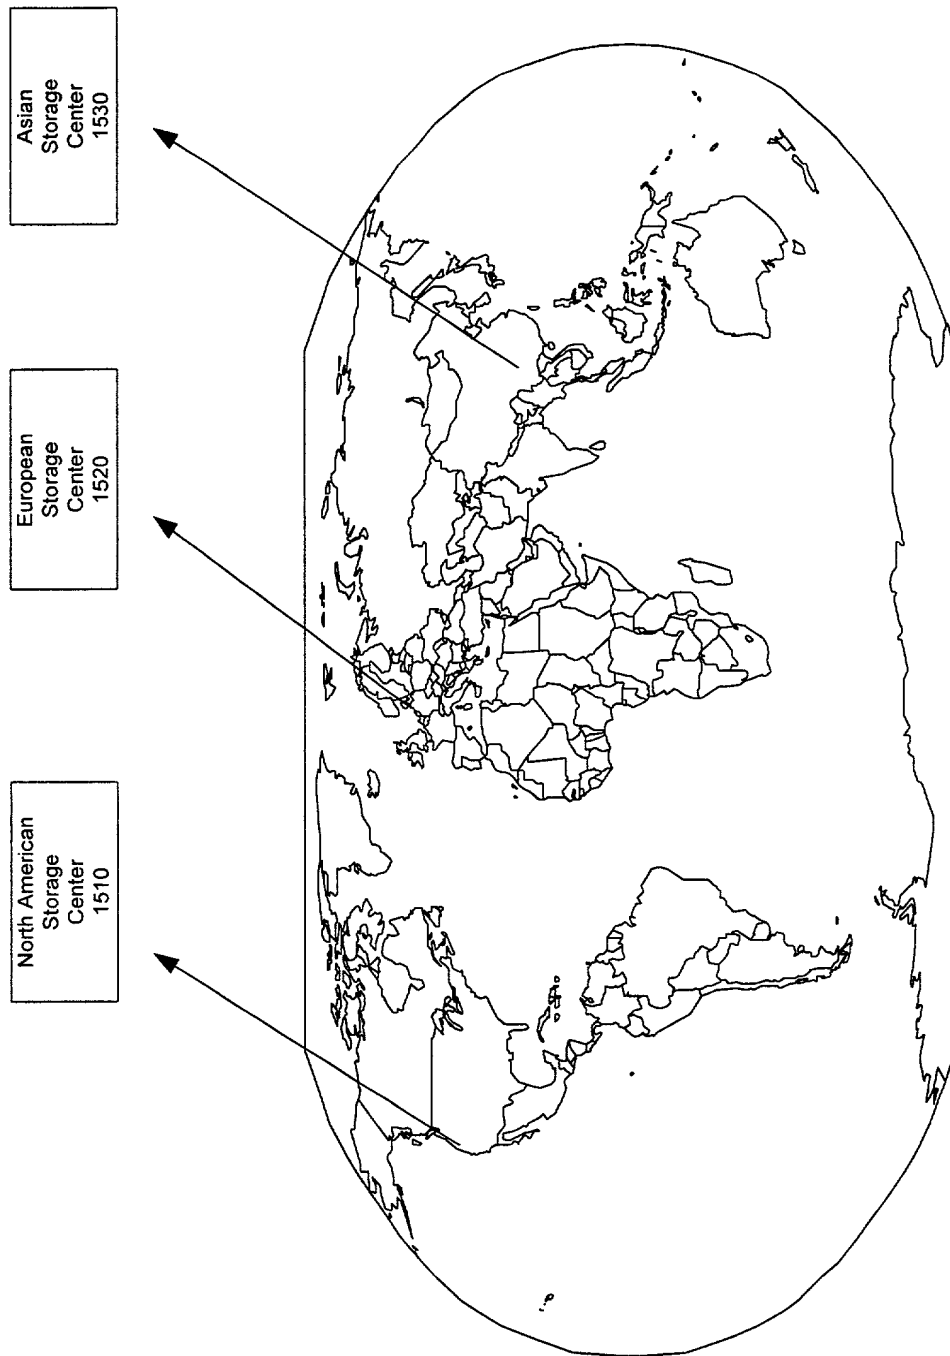 North American
Storage
Center
1510
European
Storage
Center
1520
Asian
Storage
Center
1530